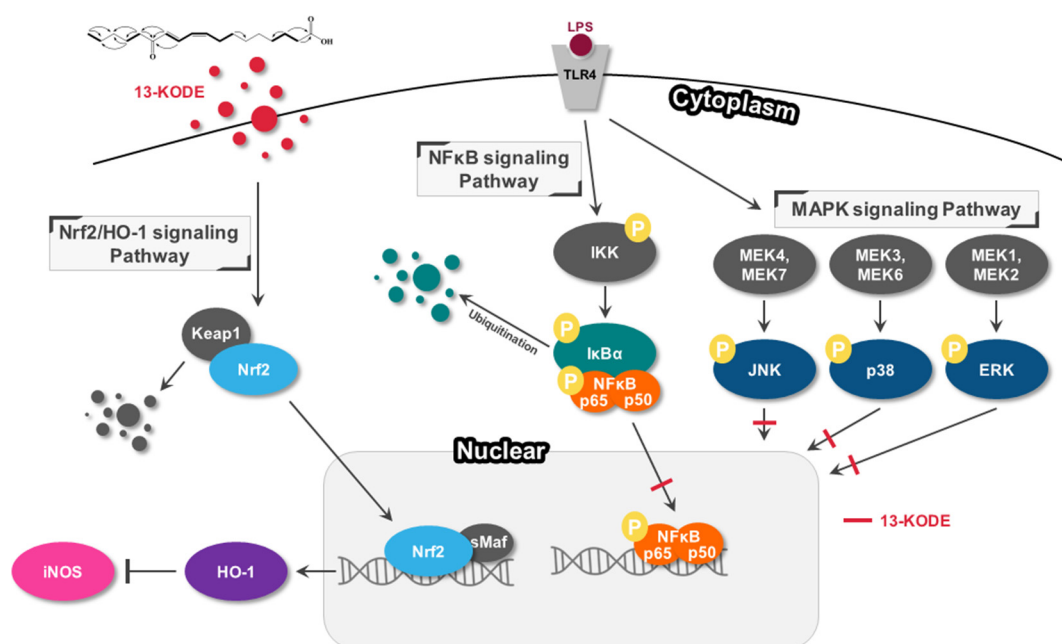 O
OH
O
13-KODE
LPS
TLR4
Cytoplasm
NFκB signaling
Pathway
MAPK signaling Pathway
Nrf2/HO-1 signaling
Pathway
P
IKK
MEK4,
MEK7
MEK3,
MEK6
MEK1,
MEK2
Keap1
Nrf2
Ubiquitination
P
IκBα
P
NFκB
p65 p50
P
JNK
P
p38
P
ERK
Nuclear
Nrf2
sMaf
P
NFκB
p65 p50
13-KODE
iNOS
HO-1